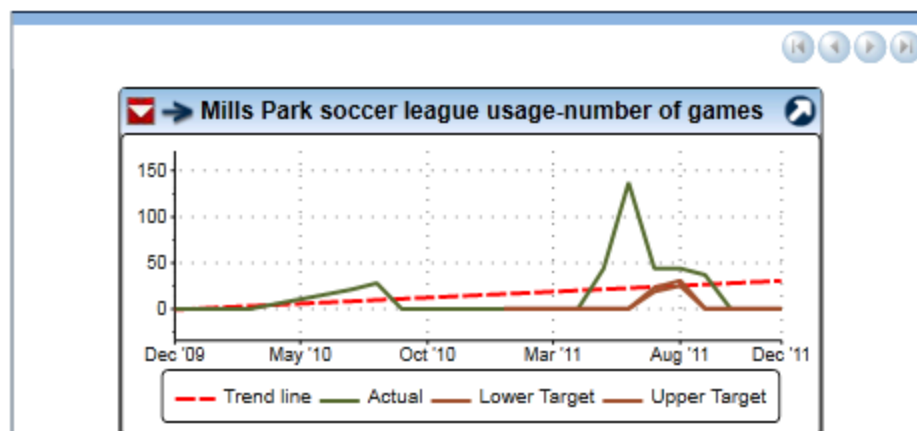 Mills Park soccer league usage-number of games
150
100
50
0
Dec '09 May '10 Oct '10 Mar '11 Aug '11 Dec '11
Trend line Actual Lower Target Upper Target